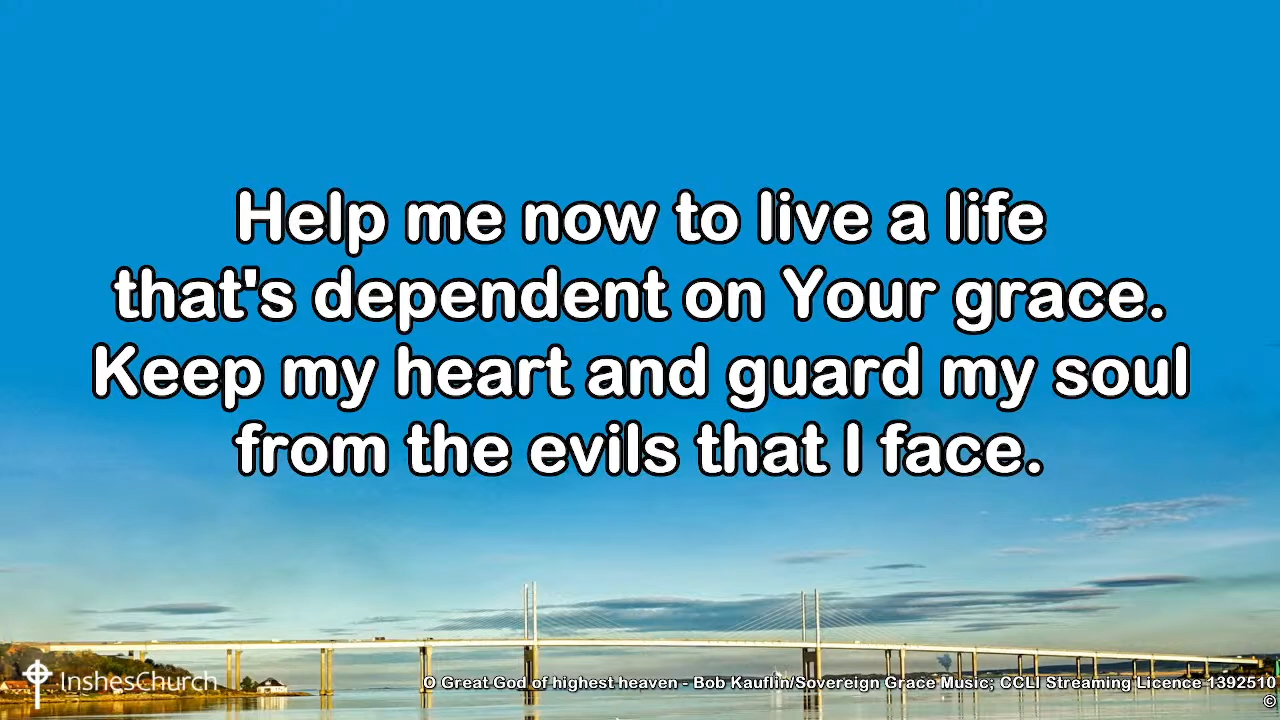 Help me now to live a life
that's dependent on Your grace.
Keep my heart and guard my soul
from the evils that I face.
InshesChurch
O Great God of highest heaven - Bob Kauflin/Sovereign Grace Music; CCLI Streaming Licence 1392510
©